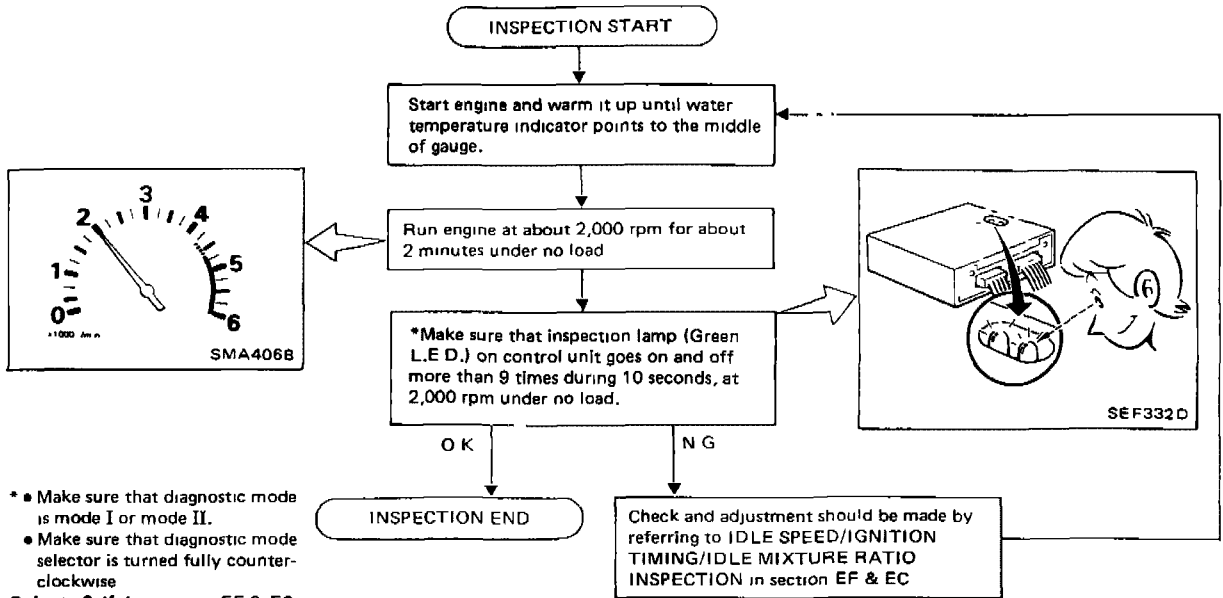 INSPECTION START
Start engine and warm it up until water
temperature indicator points to the middle
of gauge.
Run engine at about 2,000 rpm for about
2 minutes under no load
*Make sure that inspection lamp (Green
L.E D.) on control unit goes on and off
more than 9 times during 10 seconds, at
2,000 rpm under no load.
O K
N G
INSPECTION END
Check and adjustment should be made by
referring to IDLE SPEED/IGNITION
TIMING/IDLE MIXTURE RATIO
INSPECTION in section EF & EC
0
1
2
3
4
5
6
SMA406B
SEF332D
* • Make sure that diagnostic mode
is mode I or mode II.
• Make sure that diagnostic mode
selector is turned fully counter-
clockwise